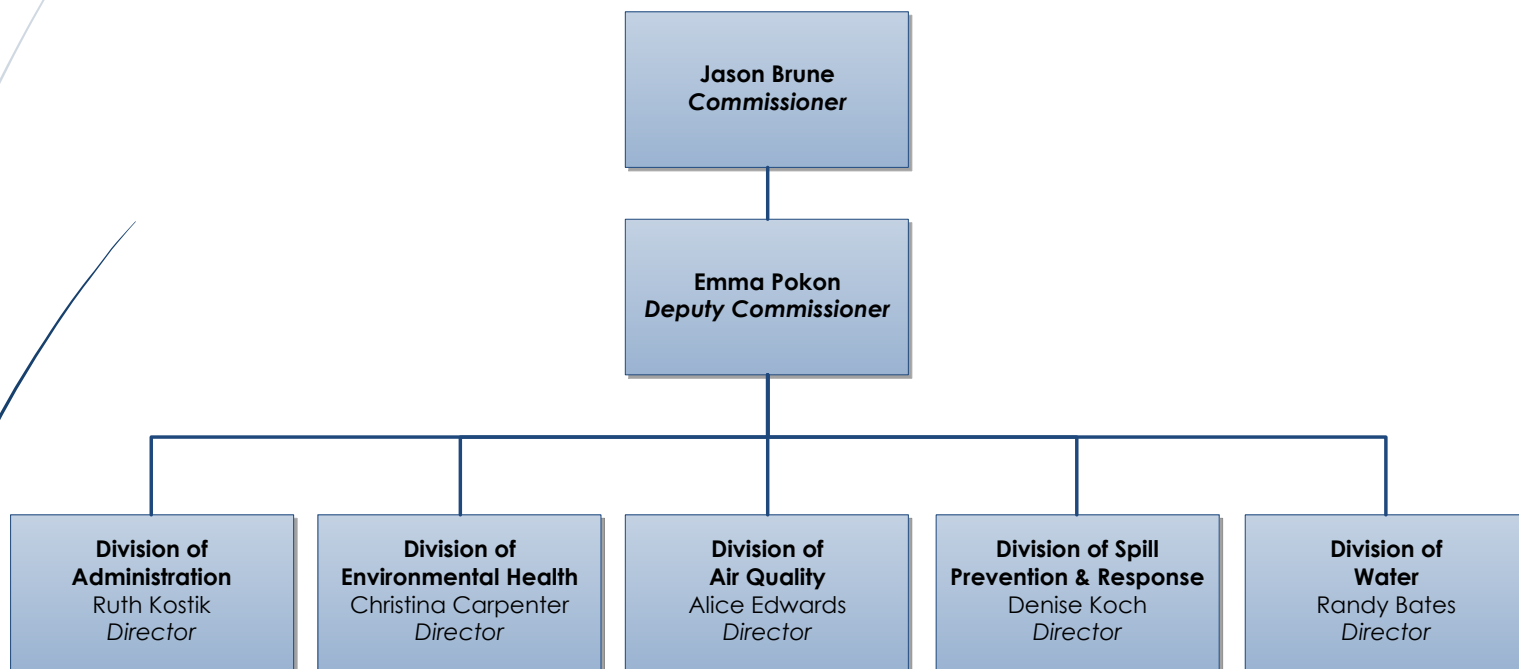 Jason Brune
Commissioner
Emma Pokon
Deputy Commissioner
Division of
Administration
Ruth Kostik
Director
Division of
Environmental Health
Christina Carpenter
Director
Division of
Air Quality
Alice Edwards
Director
Division of Spill
Prevention & Response
Denise Koch
Director
Division of
Water
Randy Bates
Director